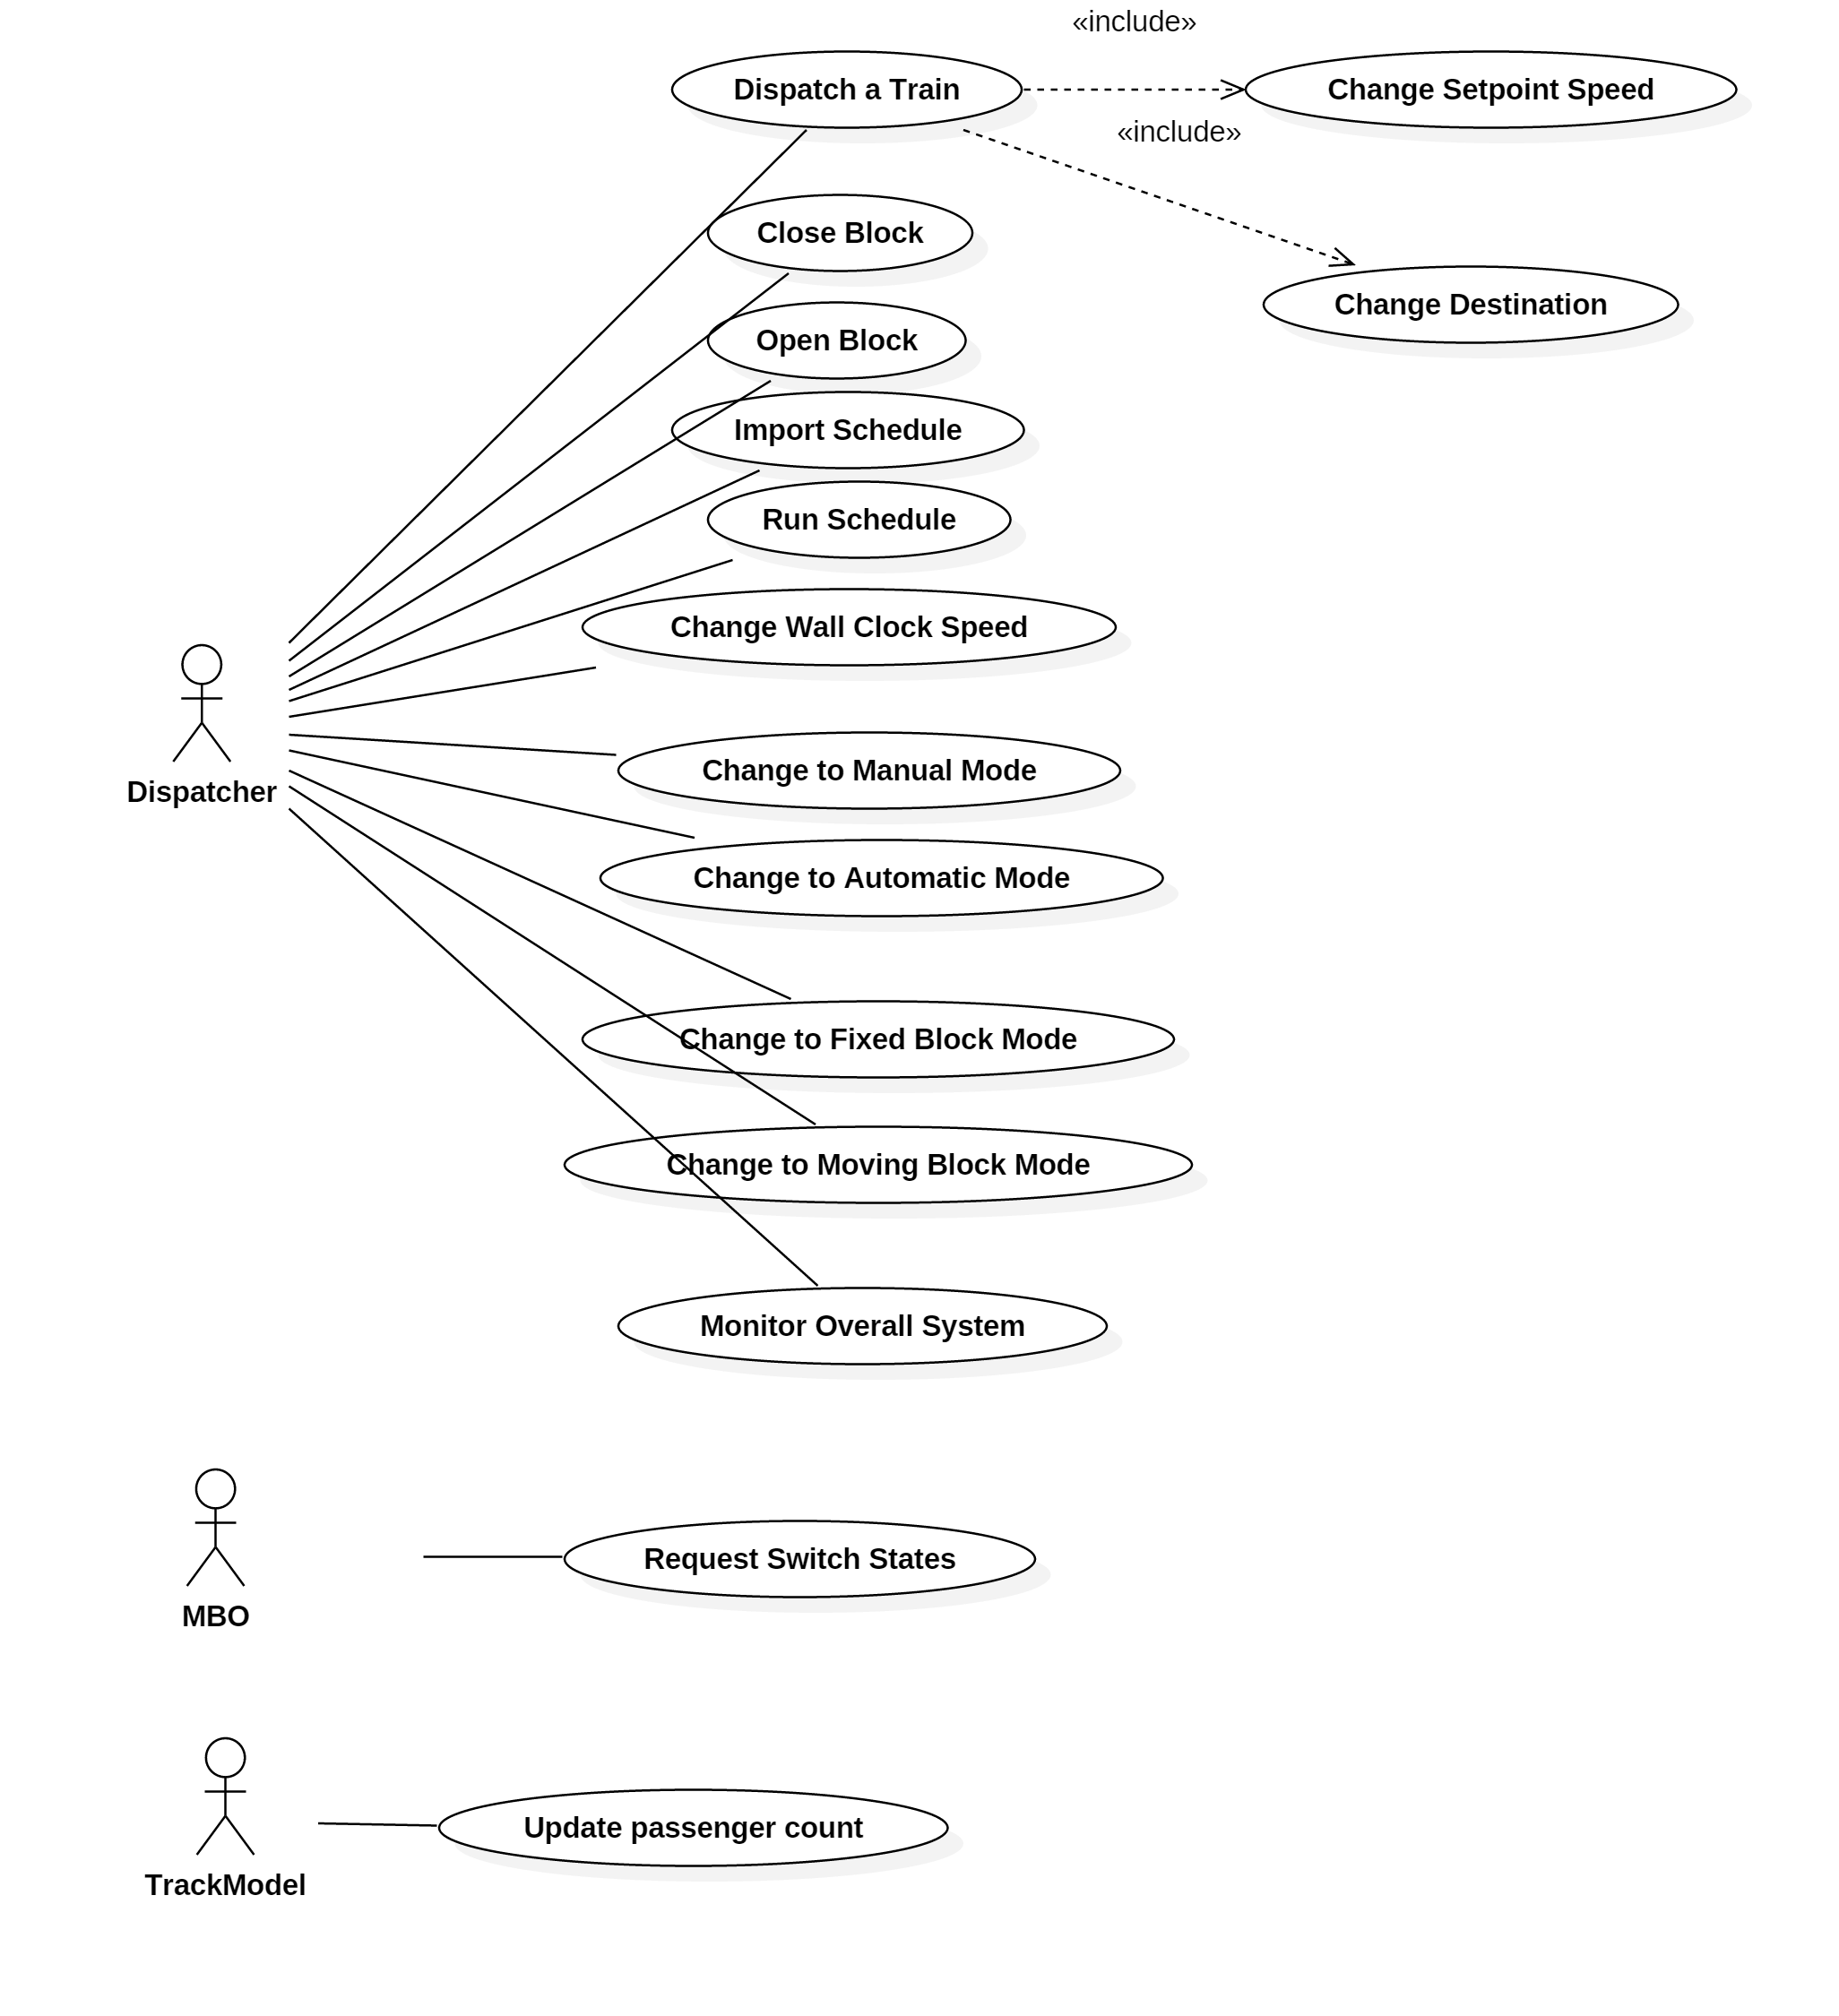 «include»
Dispatch a Train
Change Setpoint Speed
«include»
Close Block
Change Destination
Open Block
Import Schedule
Run Schedule
Change Wall Clock Speed
Change to Manual Mode
Dispatcher
Change to Automatic Mode
Change to Fixed Block Mode
Change to Moving Block Mode
Monitor Overall System
Request Switch States
MBO
Update passenger count
TrackModel